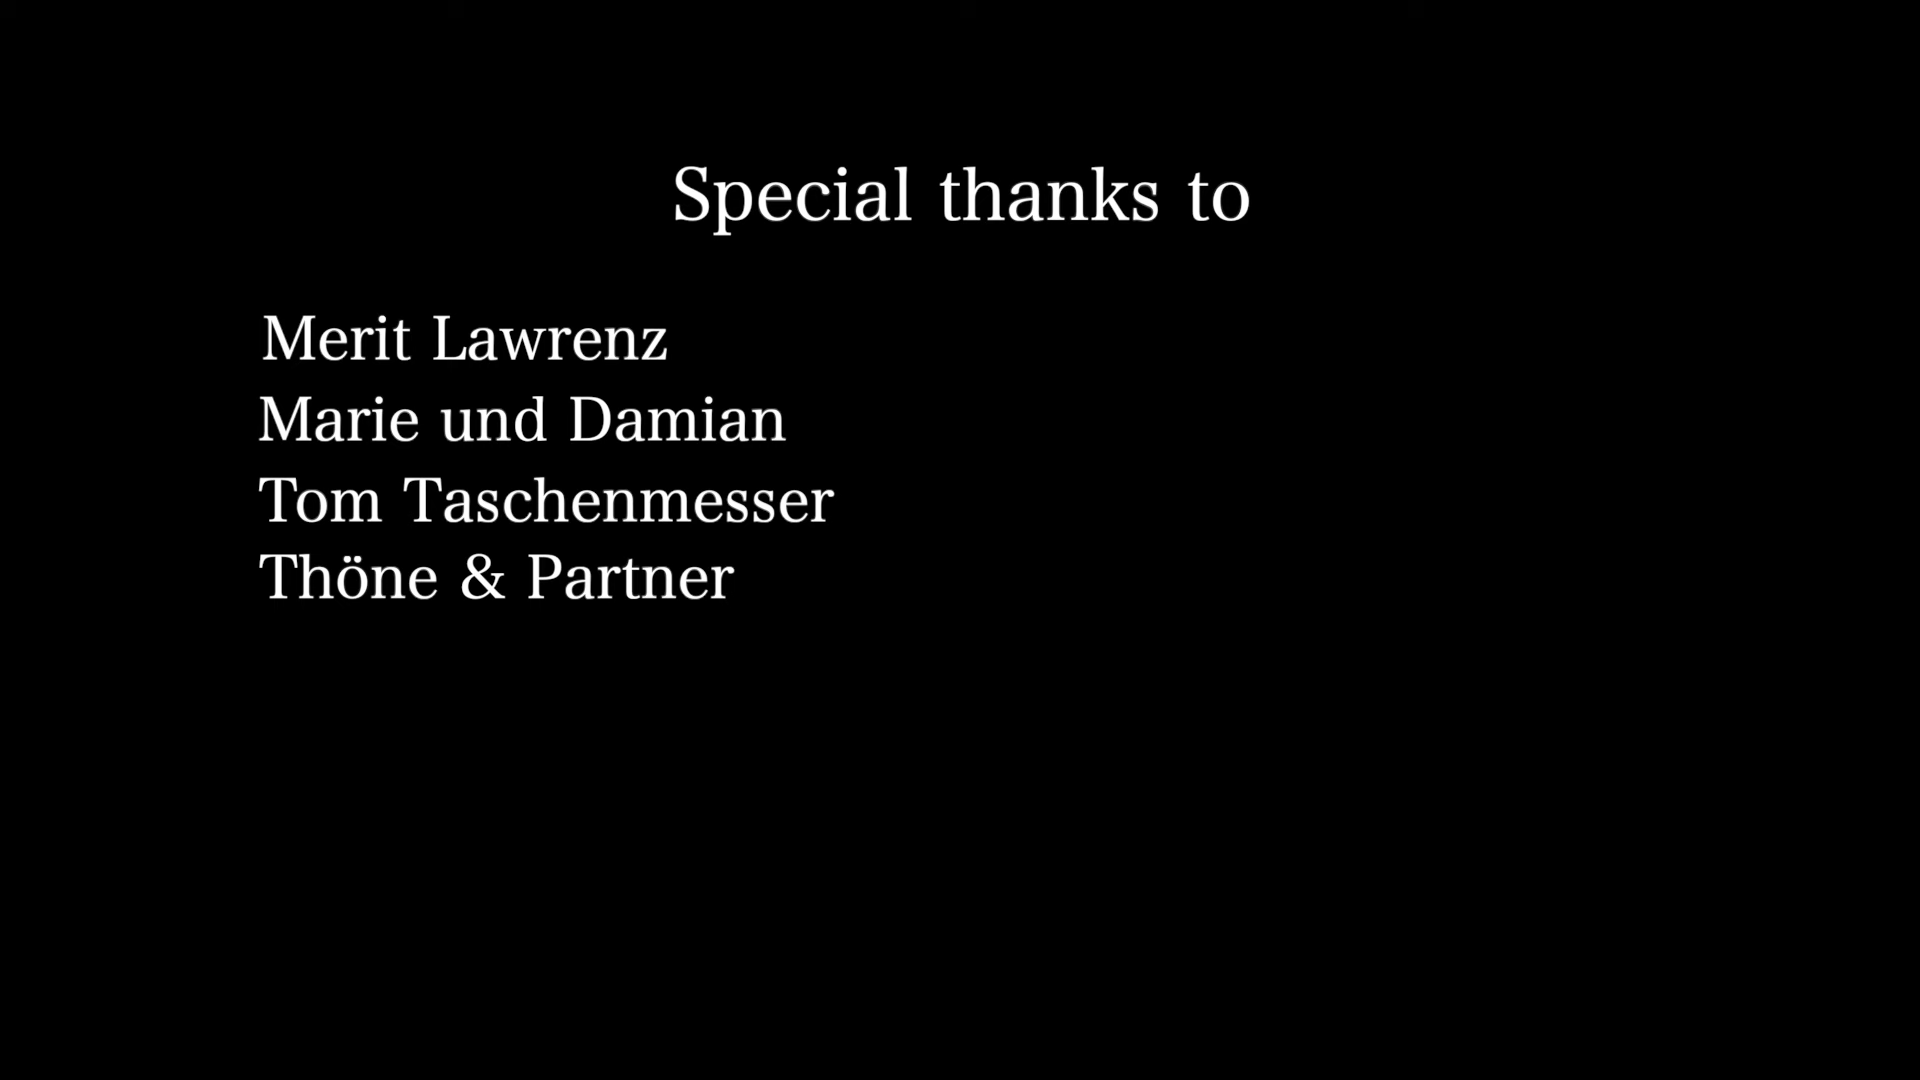 Special thanks to
Merit Lawrenz
Marie und Damian
Tom Taschenmesser
Thöne & Partner